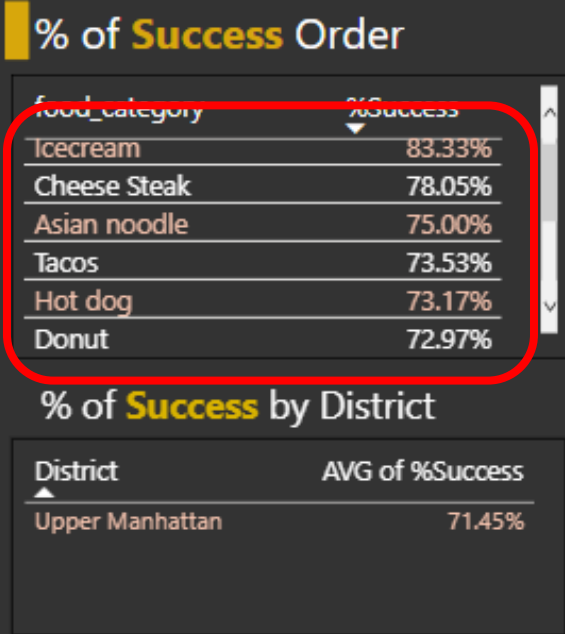 % of Success Order
food_category %Success
Icecream 83.33%
Cheese Steak 78.05%
Asian noodle 75.00%
Tacos 73.53%
Hot dog 73.17%
Donut 72.97%
% of Success by District
District AVG of %Success
Upper Manhattan 71.45%